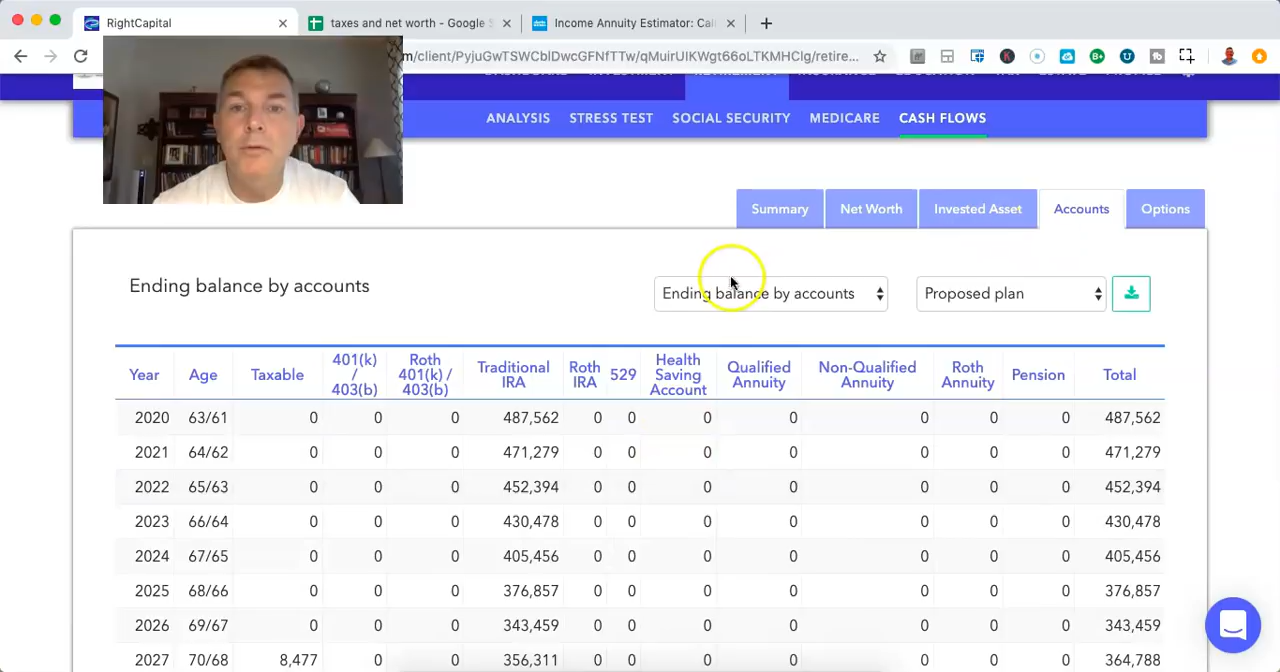 RightCapital
taxes and net worth - Google S
Income Annuity Estimator: Cal
m/client/PyjuGwTSWCblDwcGFNfTTw/qMuirUIKWgt66oLTKMHClg/retire...
ANALYSIS STRESS TEST SOCIAL SECURITY MEDICARE CASH FLOWS
Summary Net Worth Invested Asset Accounts Options
Ending balance by accounts
Ending balance by accounts
Proposed plan
Year Age Taxable 401(k) / 403(b) Roth 401(k) / 403(b) Traditional IRA Roth IRA 529 Health Saving Account Qualified Annuity Non-Qualified Annuity Roth Annuity Pension Total
2020 63/61 0 0 0 487,562 0 0 0 0 0 0 0 487,562
2021 64/62 0 0 0 471,279 0 0 0 0 0 0 0 471,279
2022 65/63 0 0 0 452,394 0 0 0 0 0 0 0 452,394
2023 66/64 0 0 0 430,478 0 0 0 0 0 0 0 430,478
2024 67/65 0 0 0 405,456 0 0 0 0 0 0 0 405,456
2025 68/66 0 0 0 376,857 0 0 0 0 0 0 0 376,857
2026 69/67 0 0 0 343,459 0 0 0 0 0 0 0 343,459
2027 70/68 8,477 0 0 356,311 0 0 0 0 0 0 0 364,788